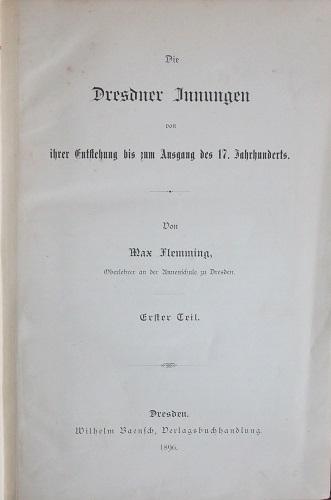 Die
Dresdner Innungen
von
ihrer Entstehung bis zum Ausgang des 17. Jahrhunderts.
Von
Max Flemming,
Oberlehrer an der Annenschule zu Dresden.
Erster Teil.
Dresden.
Wilhelm Baensch, Verlagsbuchhandlung
1896.